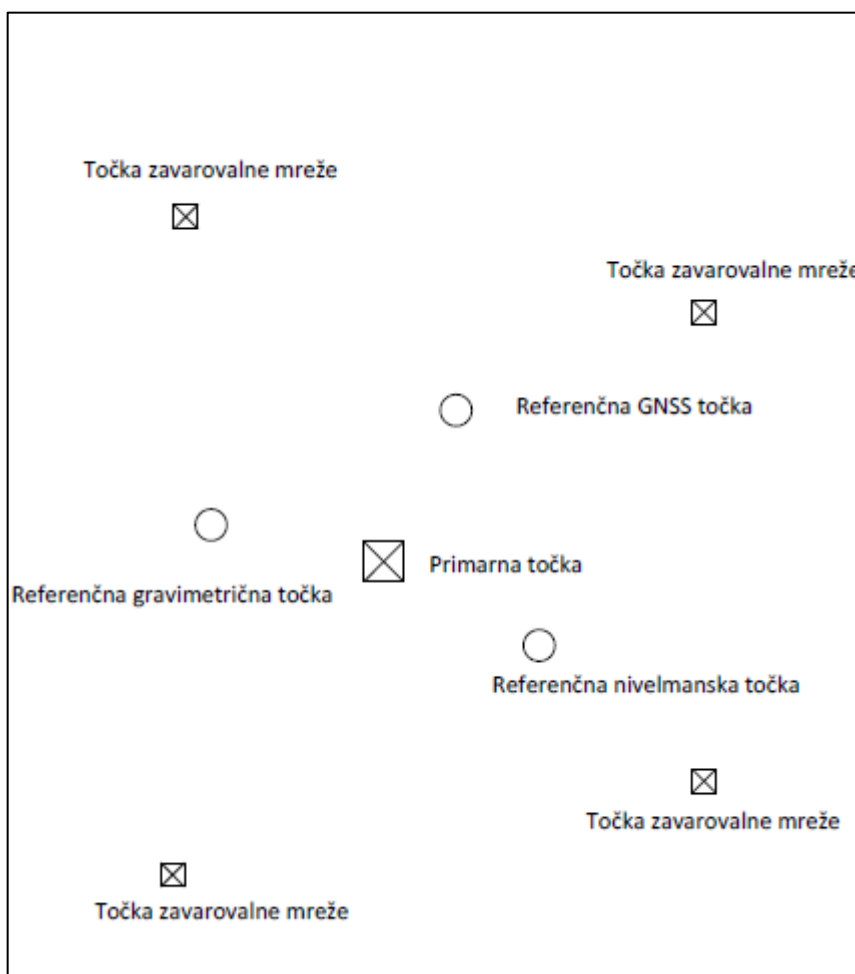 Točka zavarovalne mreže
Točka zavarovalne mreže
Referenčna GNSS točka
Primarna točka
Referenčna gravimetrična točka
Referenčna nivelmanska točka
Točka zavarovalne mreže
Točka zavarovalne mreže